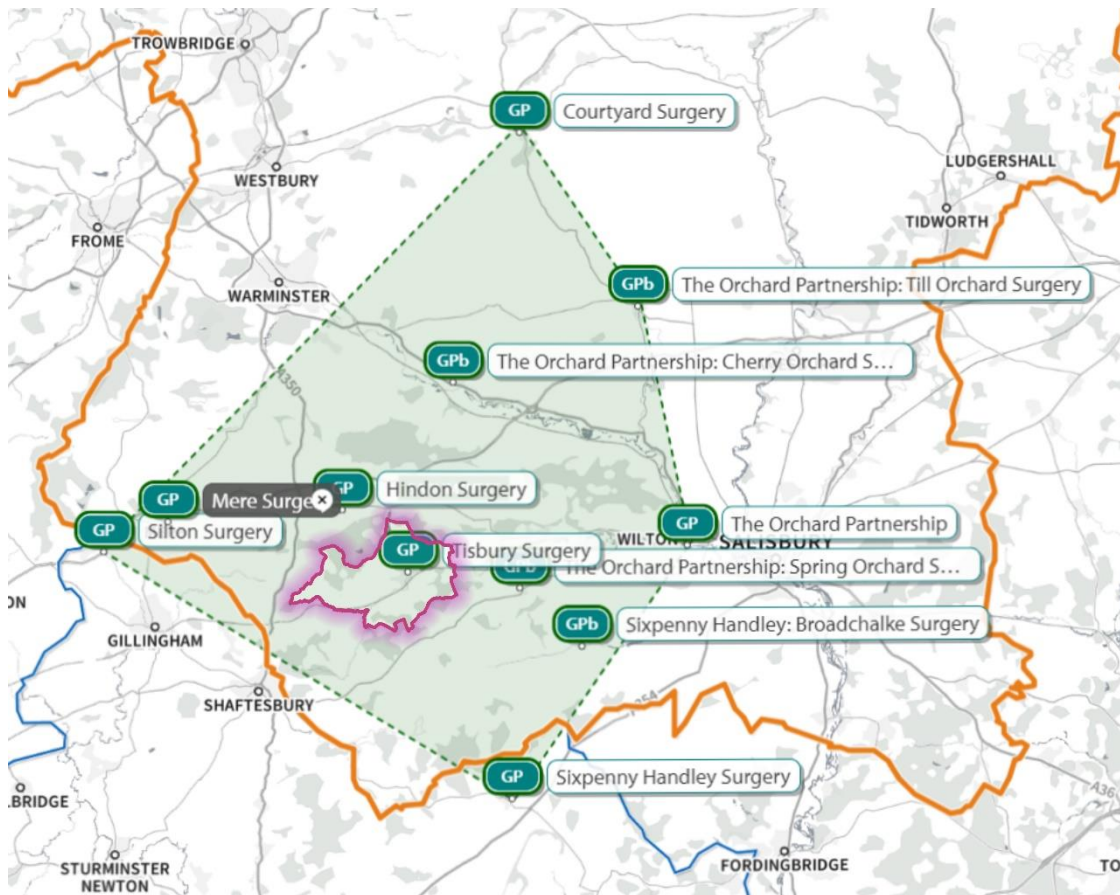 TROWBRIDGE
GP Courtyard Surgery
LUDGERSHALL
WESTBURY
TIDWORTH
FROME
GPb The Orchard Partnership: Till Orchard Surgery
WARMINSTER
GPb The Orchard Partnership: Cherry Orchard S...
A350
GP Hindon Surgery
GP Mere Surge
GP Silton Surgery
GP The Orchard Partnership
WILTON
SALISBURY
GP Tisbury Surgery
GPb The Orchard Partnership: Spring Orchard S...
ON
GPb Sixpenny Handley: Broadchalke Surgery
GILLINGHAM
SHAFTESBURY
GP Sixpenny Handley Surgery
LBRIDGE
FORDINGBRIDGE
TO
STURMINSTER
NEWTON